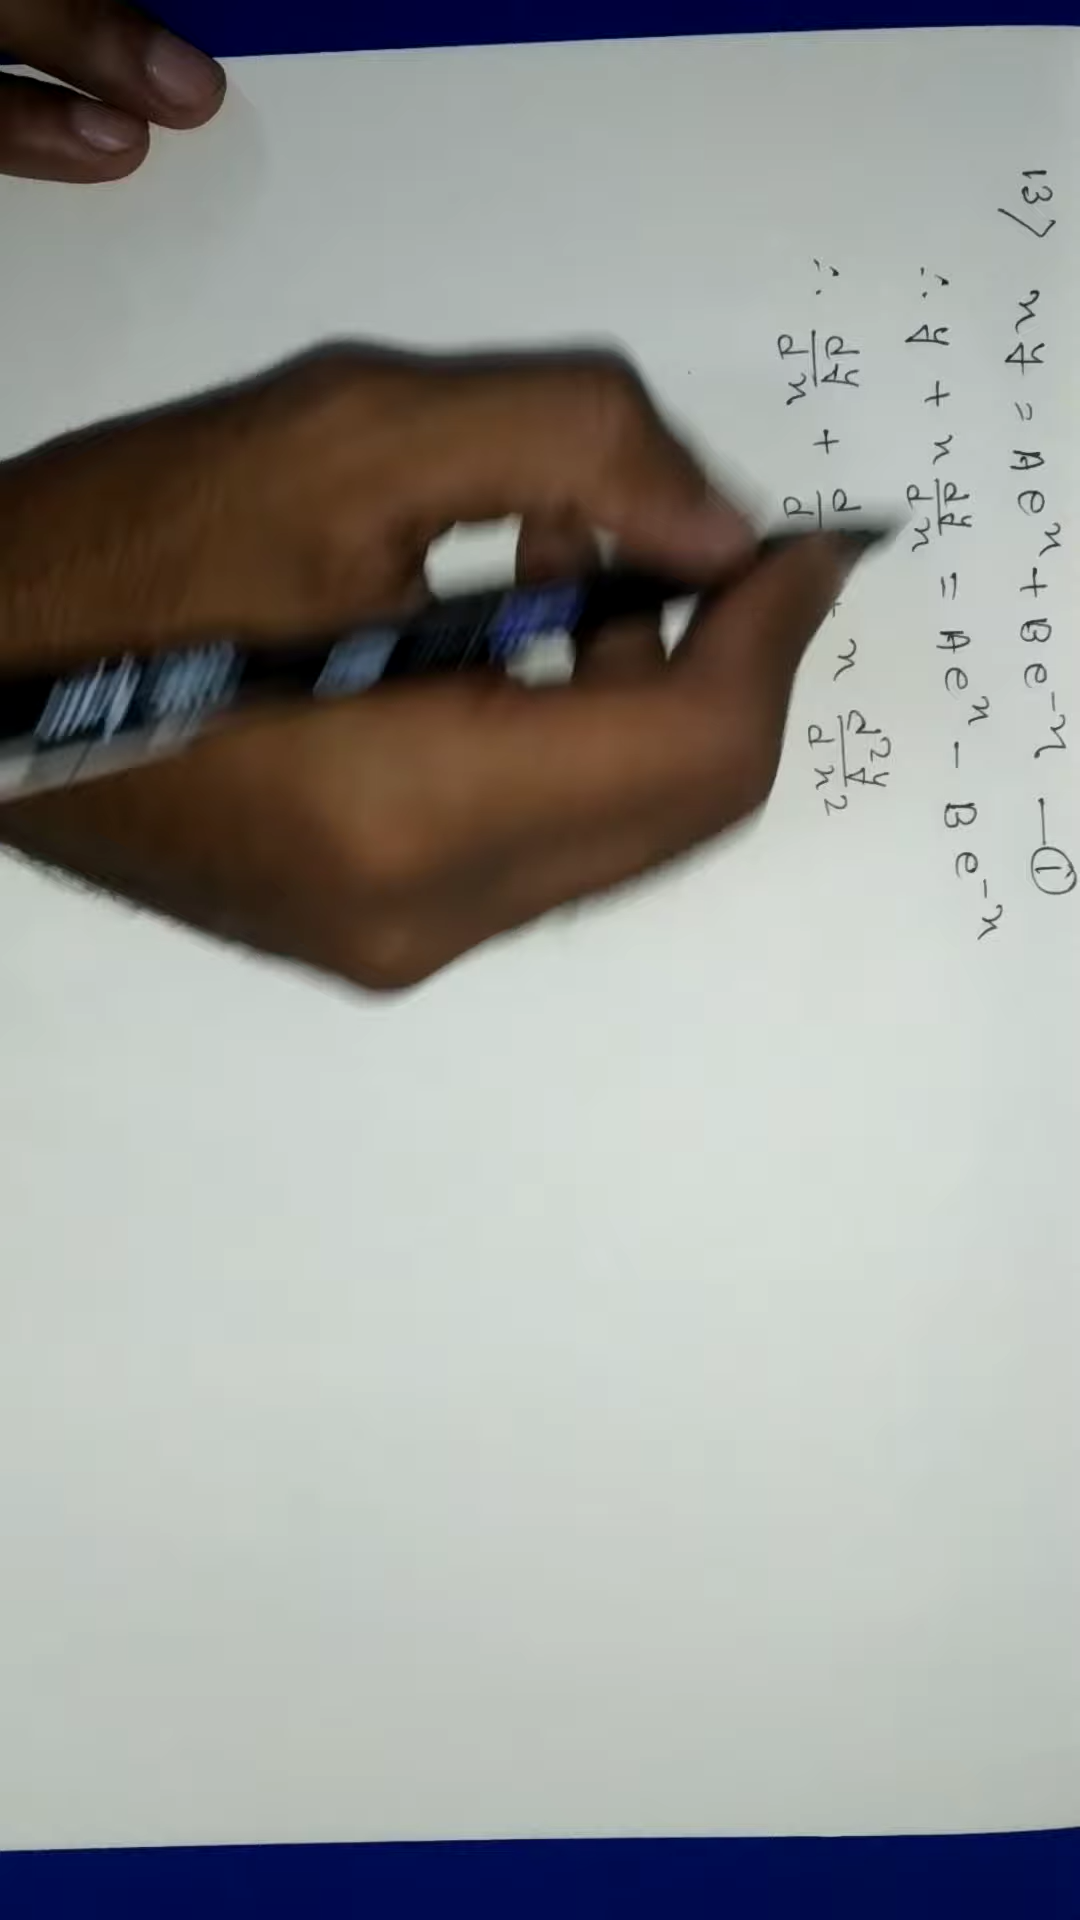 13) xy = Ae^x + Be^-x — ①
∴ y + x dy/dx = Ae^x - Be^-x
∴ dy/dx + d/d + x d²y/dx²